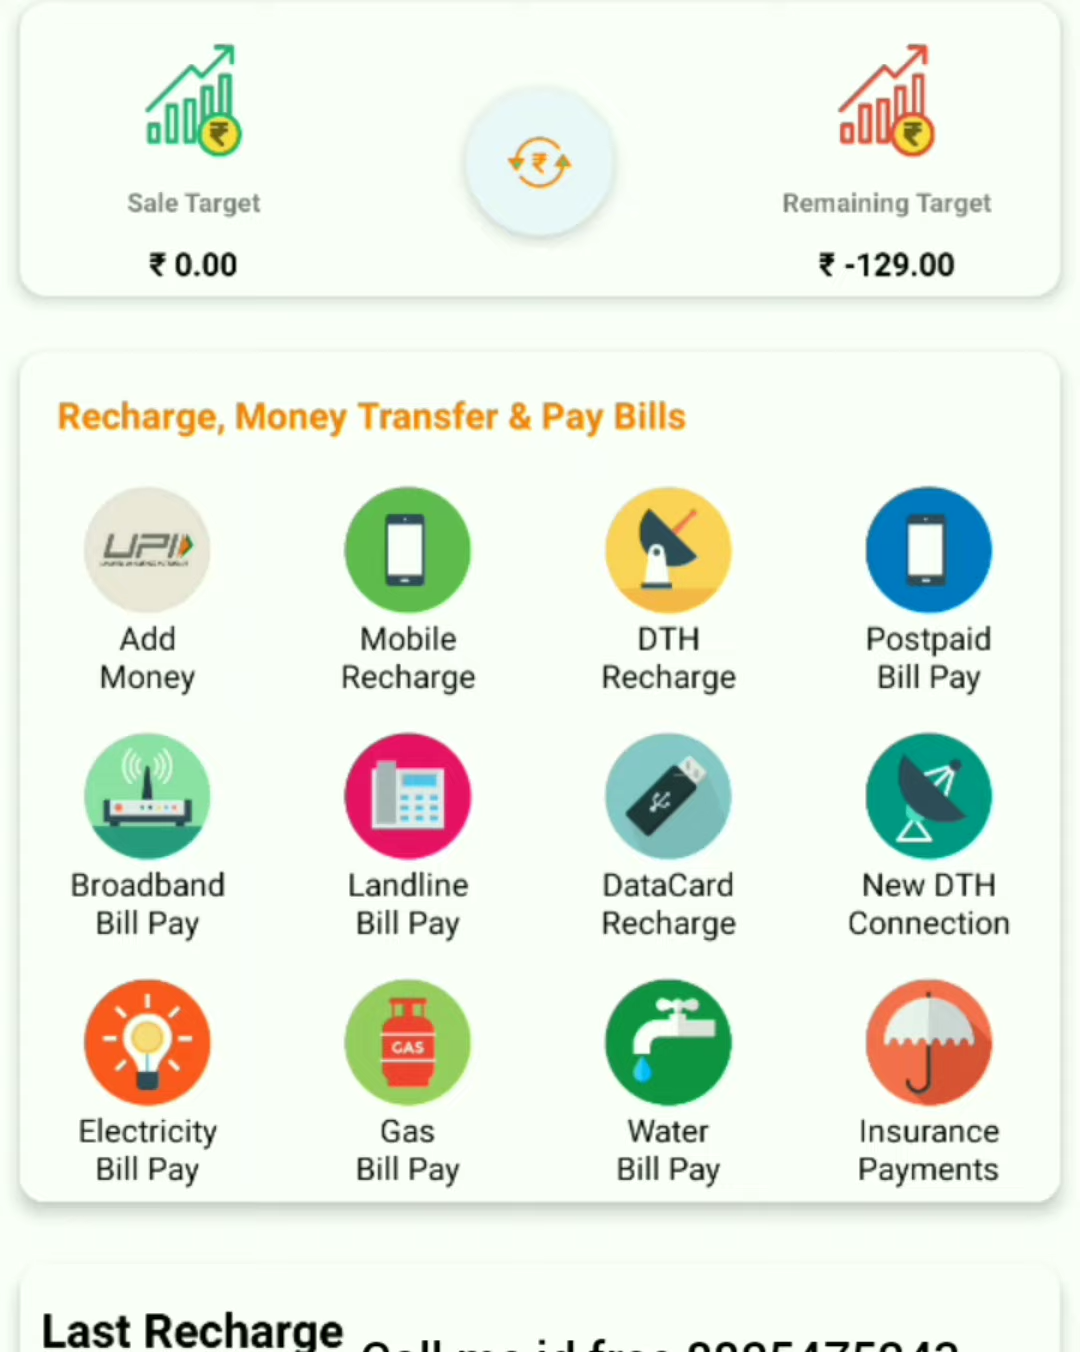 Sale Target
₹ 0.00
Remaining Target
₹ -129.00
Recharge, Money Transfer & Pay Bills
UPI
Add
Money
Mobile
Recharge
DTH
Recharge
Postpaid
Bill Pay
Broadband
Bill Pay
Landline
Bill Pay
DataCard
Recharge
New DTH
Connection
GAS
Electricity
Bill Pay
Gas
Bill Pay
Water
Bill Pay
Insurance
Payments
Last Recharge